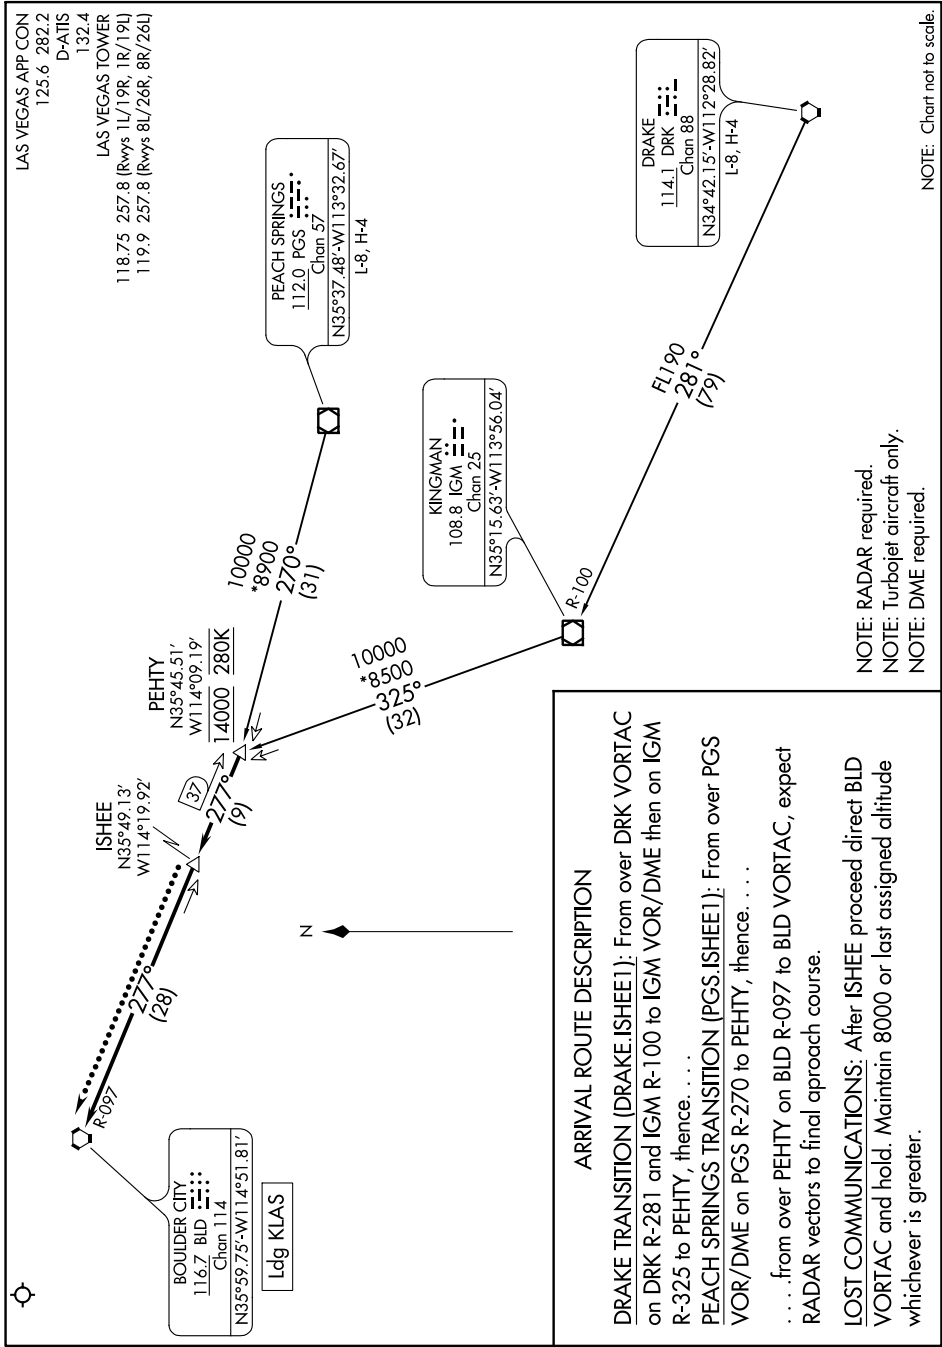 LAS VEGAS APP CON
125.6 282.2
D-ATIS
132.4
LAS VEGAS TOWER
118.75 257.8 (Rwys 1L/19R, 1R/19L)
119.9 257.8 (Rwys 8L/26R, 8R/26L)
BOULDER CITY
116.7 BLD
Chan 114
N35°59.75'-W114°51.81'
Ldg KLAS
R-097
277°
(28)
ISHEE
N35°49.13'
W114°19.92'
37
277°
(9)
PEHTY
N35°45.51'
W114°09.19'
14000 280K
10000
*8900
270°
(31)
PEACH SPRINGS
112.0 PGS
Chan 57
N35°37.48'-W113°32.67'
L-8, H-4
N
10000
*8500
325°
(32)
KINGMAN
108.8 IGM
Chan 25
N35°15.63'-W113°56.04'
R-100
FL190
281°
(79)
DRAKE
114.1 DRK
Chan 88
N34°42.15'-W112°28.82'
L-8, H-4
ARRIVAL ROUTE DESCRIPTION
DRAKE TRANSITION (DRAKE.ISHEE1): From over DRK VORTAC
on DRK R-281 and IGM R-100 to IGM VOR/DME then on IGM
R-325 to PEHTY, thence. . . .
PEACH SPRINGS TRANSITION (PGS.ISHEE1): From over PGS
VOR/DME on PGS R-270 to PEHTY, thence. . . .
. . . .from over PEHTY on BLD R-097 to BLD VORTAC, expect
RADAR vectors to final aproach course.
LOST COMMUNICATIONS: After ISHEE proceed direct BLD
VORTAC and hold. Maintain 8000 or last assigned altitude
whichever is greater.
NOTE: RADAR required.
NOTE: Turbojet aircraft only.
NOTE: DME required.
NOTE: Chart not to scale.